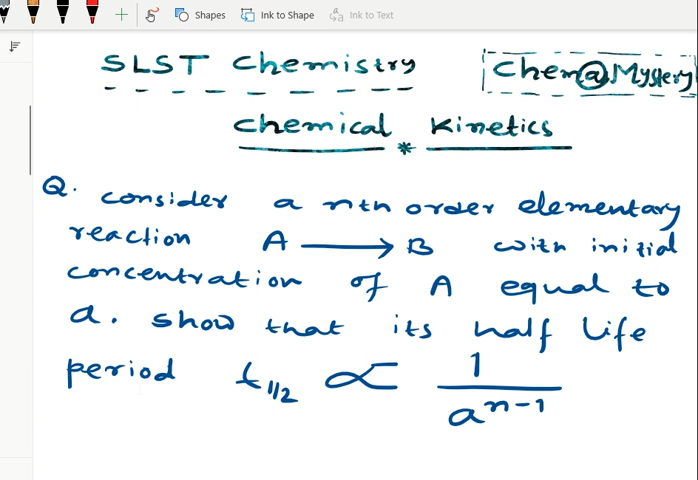 Shapes Ink to Shape Ink to Text
SLST Chemistry Chem@Mystery
Chemical * Kinetics
Q. consider a nth order elementary
reaction A → B with initial
concentration of A equal to
a. show that its half life
period t1/2 ∝ 1/a^n-1